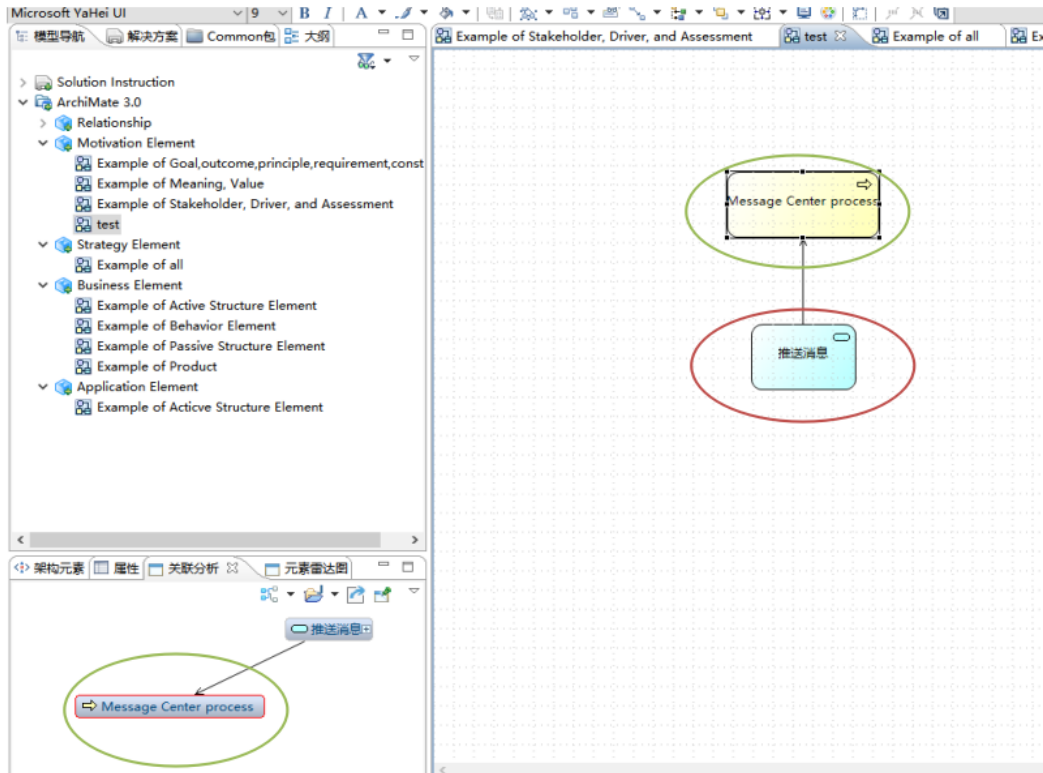 Microsoft YaHei UI 9 B I A
模型导航 解决方案 Common包 大纲
Example of Stakeholder, Driver, and Assessment test Example of all Ex
Solution Instruction
ArchiMate 3.0
Relationship
Motivation Element
Example of Goal,outcome,principle,requirement,const
Example of Meaning, Value
Example of Stakeholder, Driver, and Assessment
test
Strategy Element
Example of all
Business Element
Example of Active Structure Element
Example of Behavior Element
Example of Passive Structure Element
Example of Product
Application Element
Example of Acticve Structure Element
Message Center process
推送消息
架构元素 属性 关联分析 元素雷达图
推送消息
Message Center process